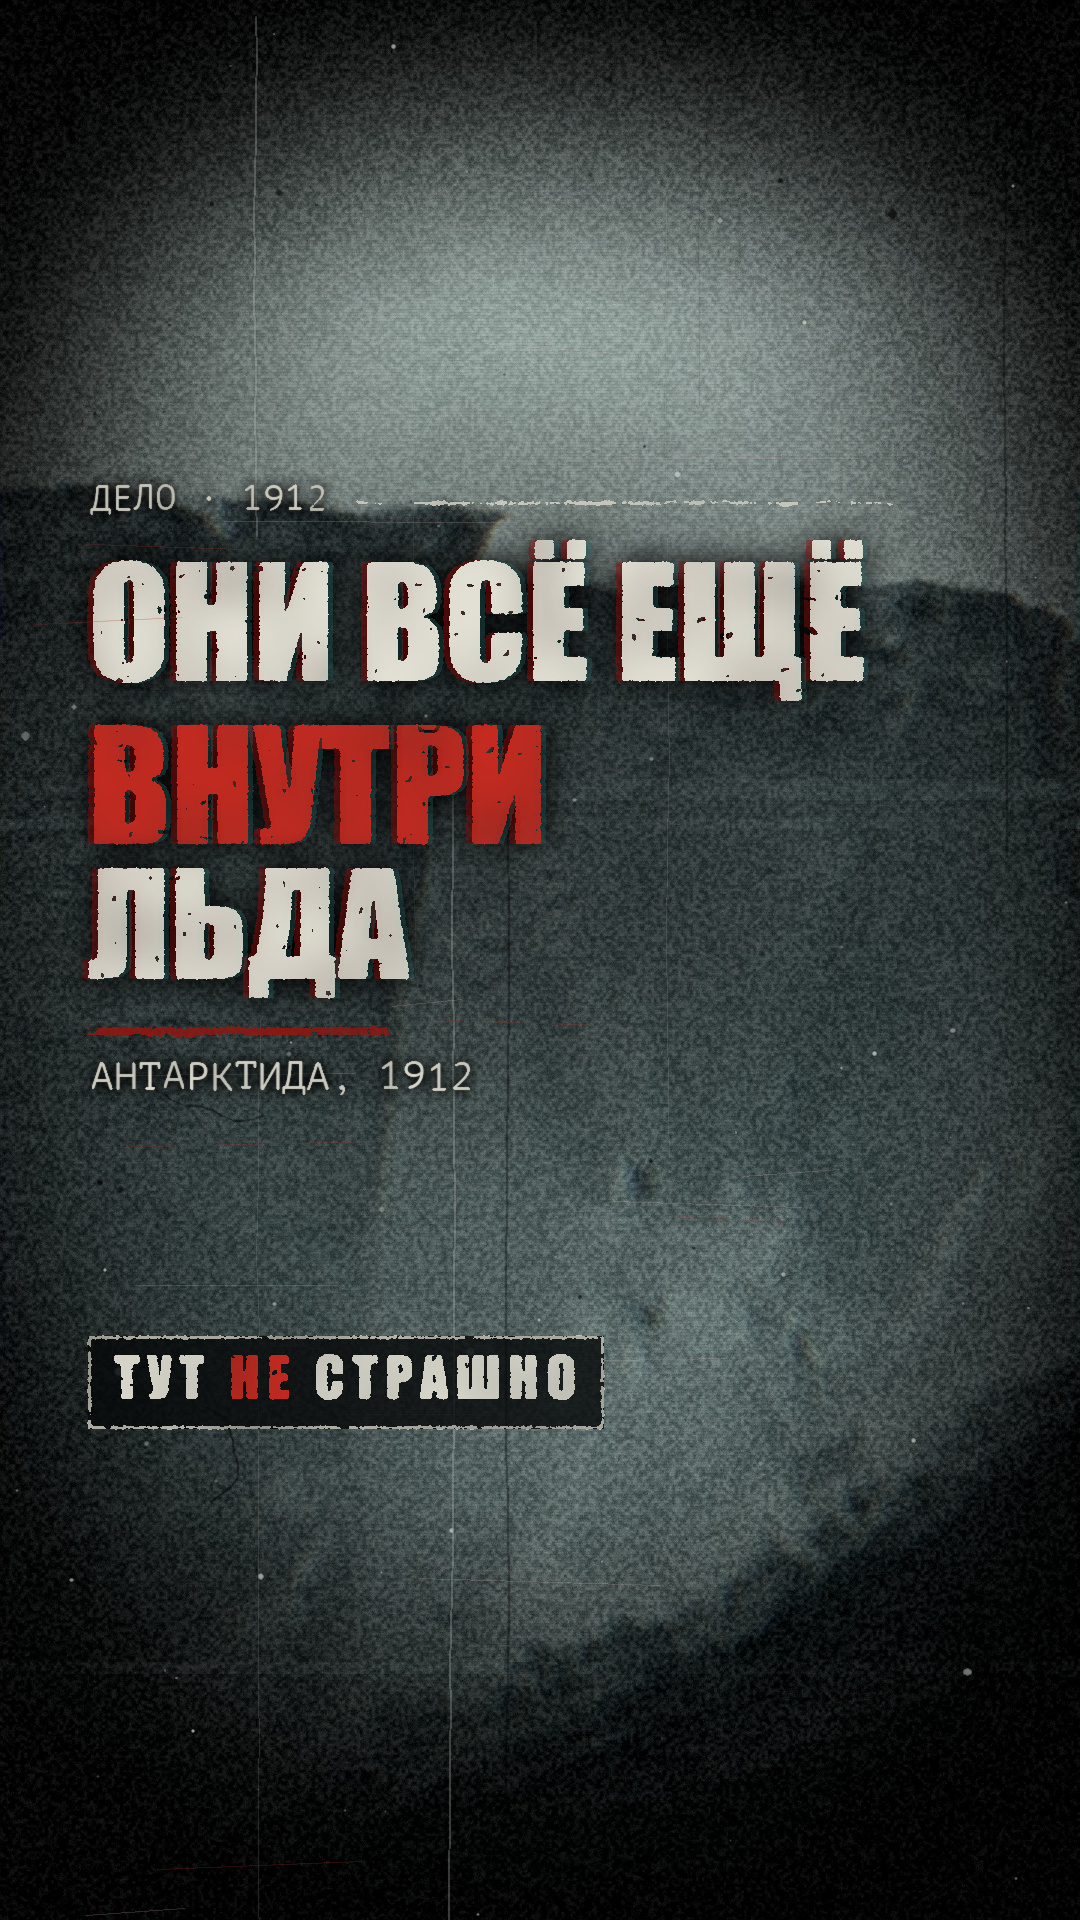 ДЕЛО · 1912
ОНИ ВСЁ ЕЩЁ
ВНУТРИ
ЛЬДА
АНТАРКТИДА, 1912
ТУТ НЕ СТРАШНО